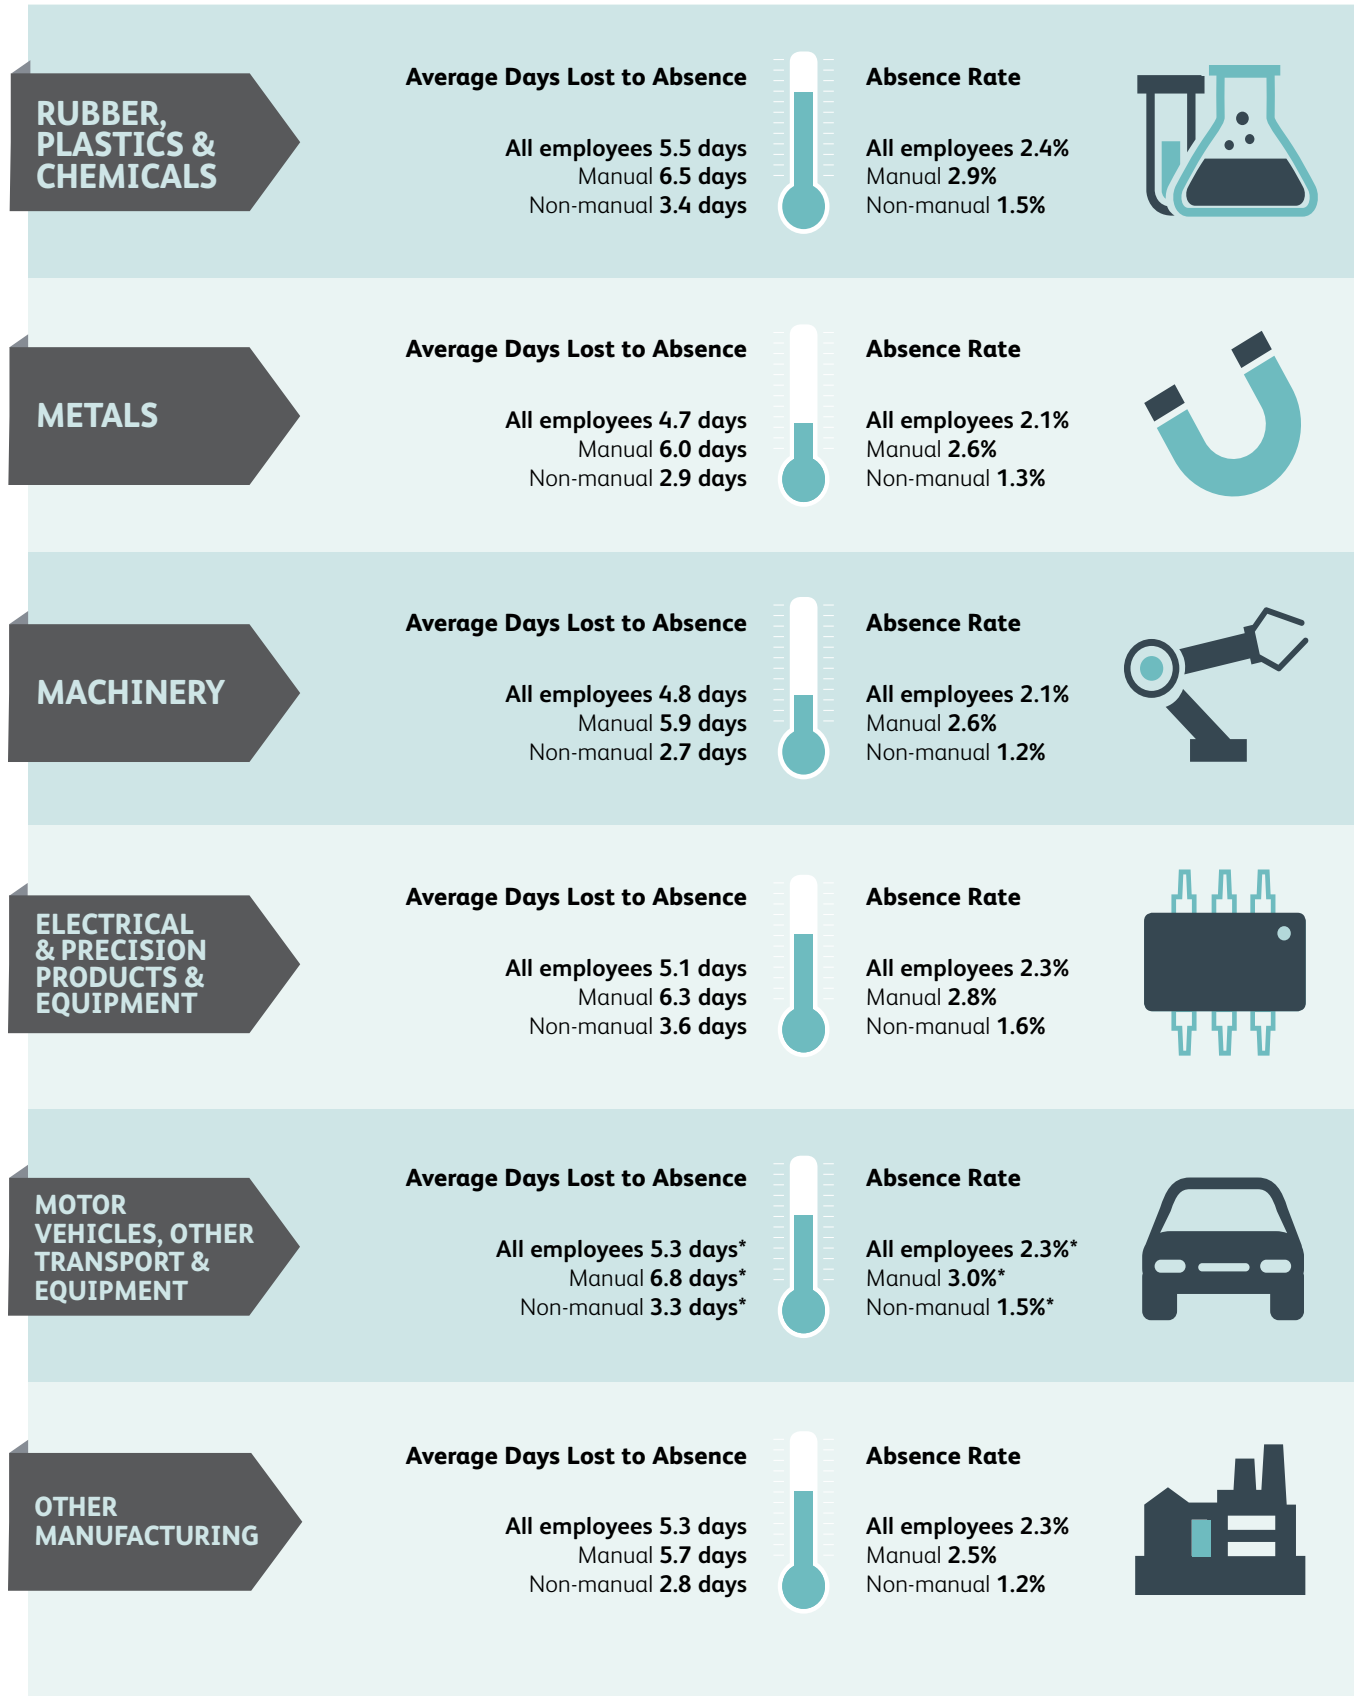 RUBBER,
PLASTICS &
CHEMICALS
Average Days Lost to Absence
All employees 5.5 days
Manual 6.5 days
Non-manual 3.4 days
Absence Rate
All employees 2.4%
Manual 2.9%
Non-manual 1.5%
METALS
Average Days Lost to Absence
All employees 4.7 days
Manual 6.0 days
Non-manual 2.9 days
Absence Rate
All employees 2.1%
Manual 2.6%
Non-manual 1.3%
MACHINERY
Average Days Lost to Absence
All employees 4.8 days
Manual 5.9 days
Non-manual 2.7 days
Absence Rate
All employees 2.1%
Manual 2.6%
Non-manual 1.2%
ELECTRICAL
& PRECISION
PRODUCTS &
EQUIPMENT
Average Days Lost to Absence
All employees 5.1 days
Manual 6.3 days
Non-manual 3.6 days
Absence Rate
All employees 2.3%
Manual 2.8%
Non-manual 1.6%
MOTOR
VEHICLES, OTHER
TRANSPORT &
EQUIPMENT
Average Days Lost to Absence
All employees 5.3 days*
Manual 6.8 days*
Non-manual 3.3 days*
Absence Rate
All employees 2.3%*
Manual 3.0%*
Non-manual 1.5%*
OTHER
MANUFACTURING
Average Days Lost to Absence
All employees 5.3 days
Manual 5.7 days
Non-manual 2.8 days
Absence Rate
All employees 2.3%
Manual 2.5%
Non-manual 1.2%